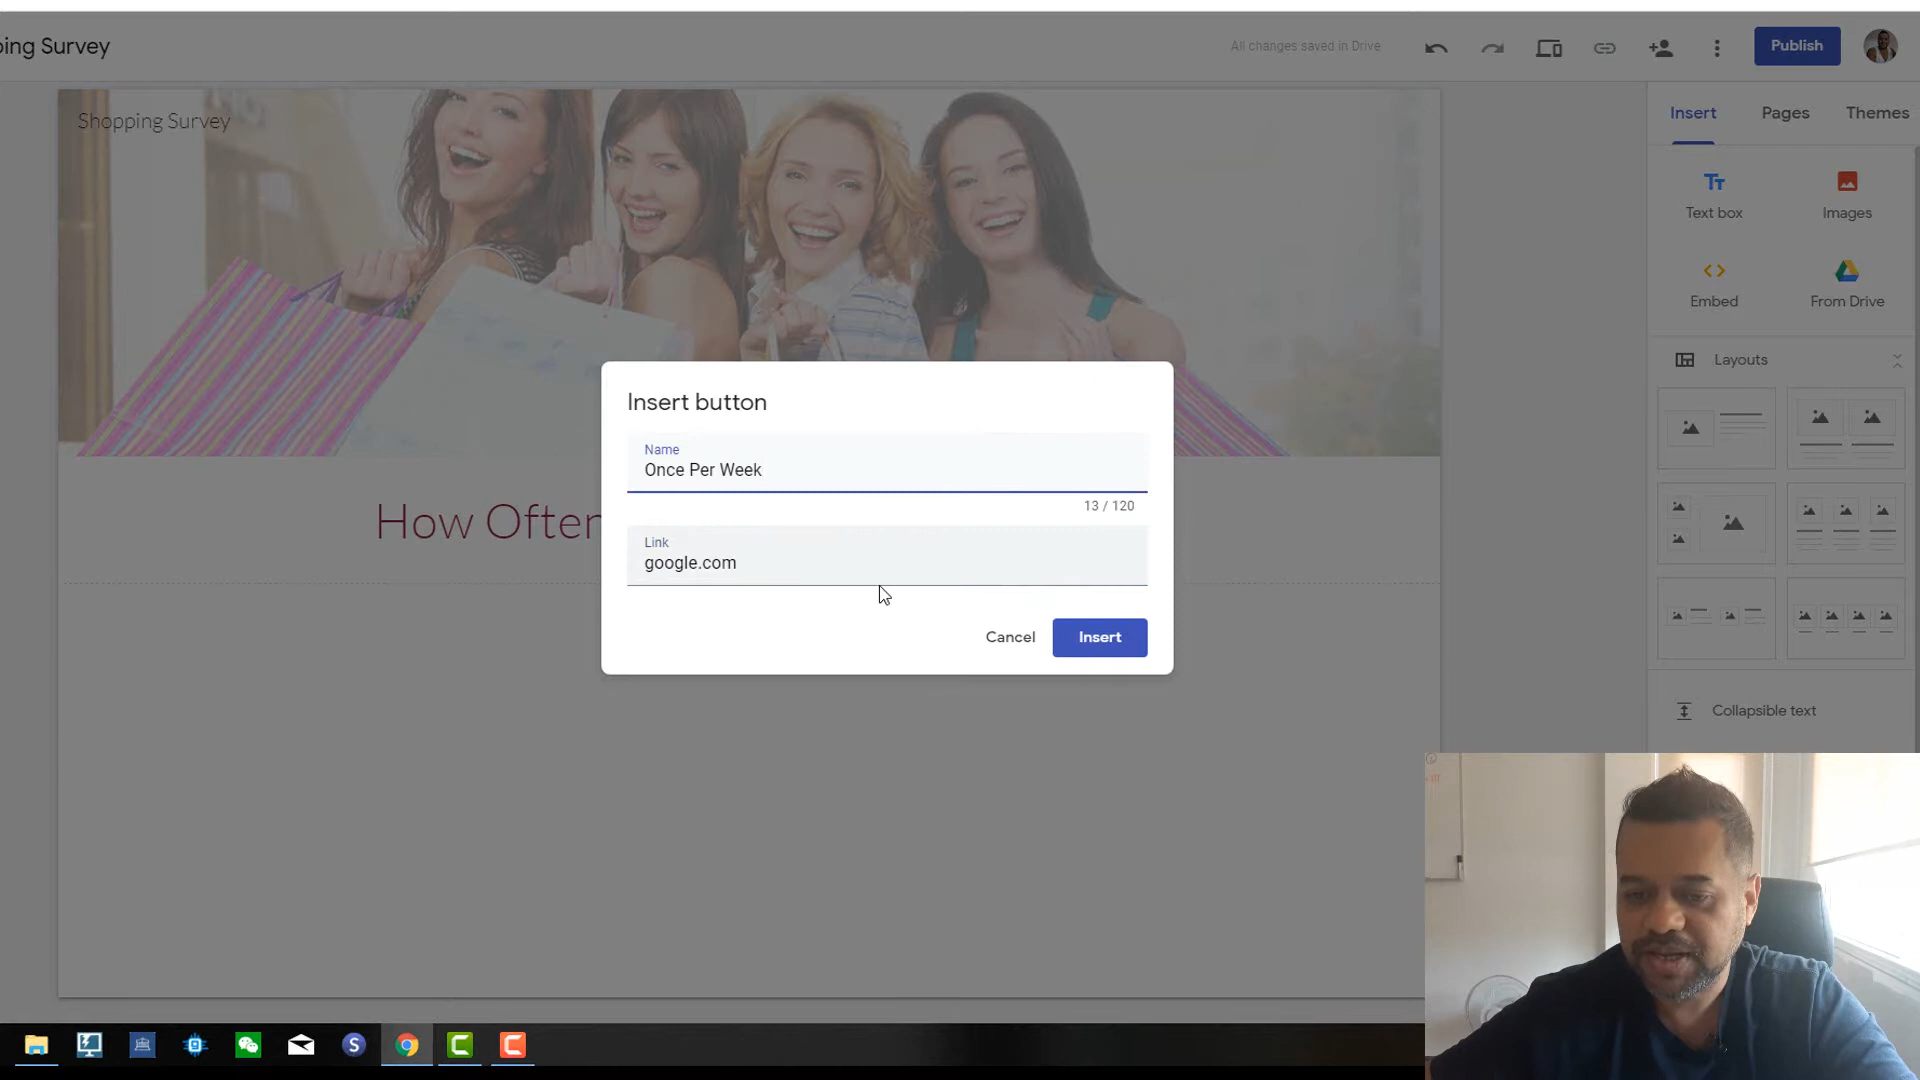 ping Survey
All changes saved in Drive
Publish
Shopping Survey
Insert
Pages
Themes
Text box
Images
Embed
From Drive
Layouts
Insert button
Name
Once Per Week
13 / 120
Link
google.com
Cancel
Insert
How Often
Collapsible text
S